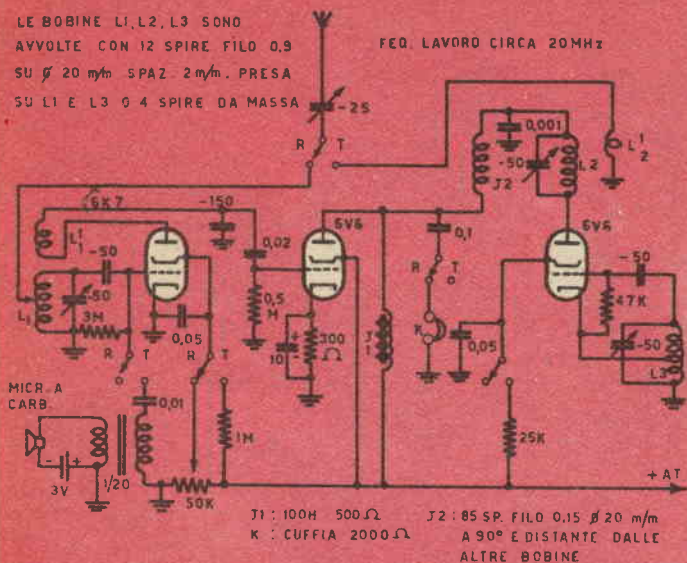 LE BOBINE L1, L2, L3 SONO
AVVOLTE CON 12 SPIRE FILO 0,9
SU Ø 20 m/m SPAZ. 2m/m. PRESA
SU L1 E L3 O 4 SPIRE DA MASSA
FEQ. LAVORO CIRCA 20MHz
-25
R T
0,001
-50
J2
L2
L'2
6K7
-150
L'1
-50
0,02
6V6
0,1
6V6
-50
L1
-50
3M
0,05
0,5
M
R T
K
47K
-50
L3
10
300
Ω
J1
0,05
R T
R T
MICR. A
CARB.
0,01
1M
25K
3V
1/20
50K
+ AT
J1 : 100H 500Ω
K : CUFFIA 2000Ω
J2 : 85 SP. FILO 0,15 Ø 20 m/m
A 90° E DISTANTE DALLE
ALTRE BOBINE